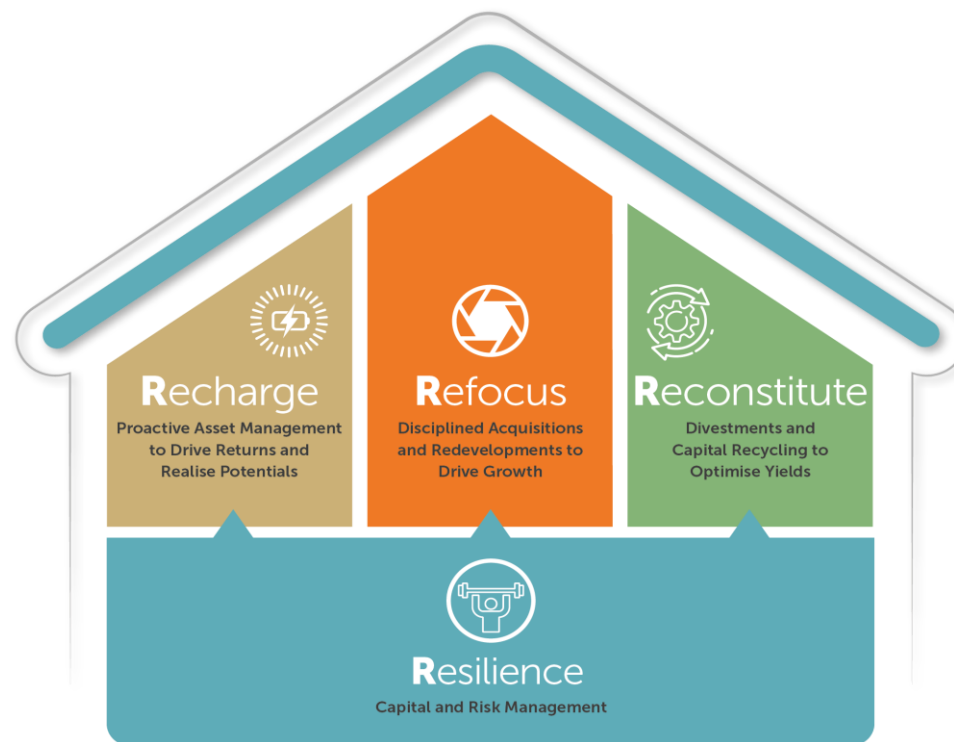 Recharge
Proactive Asset Management
to Drive Returns and
Realise Potentials
Refocus
Disciplined Acquisitions
and Redevelopments to
Drive Growth
Reconstitute
Divestments and
Capital Recycling to
Optimise Yields
Resilience
Capital and Risk Management